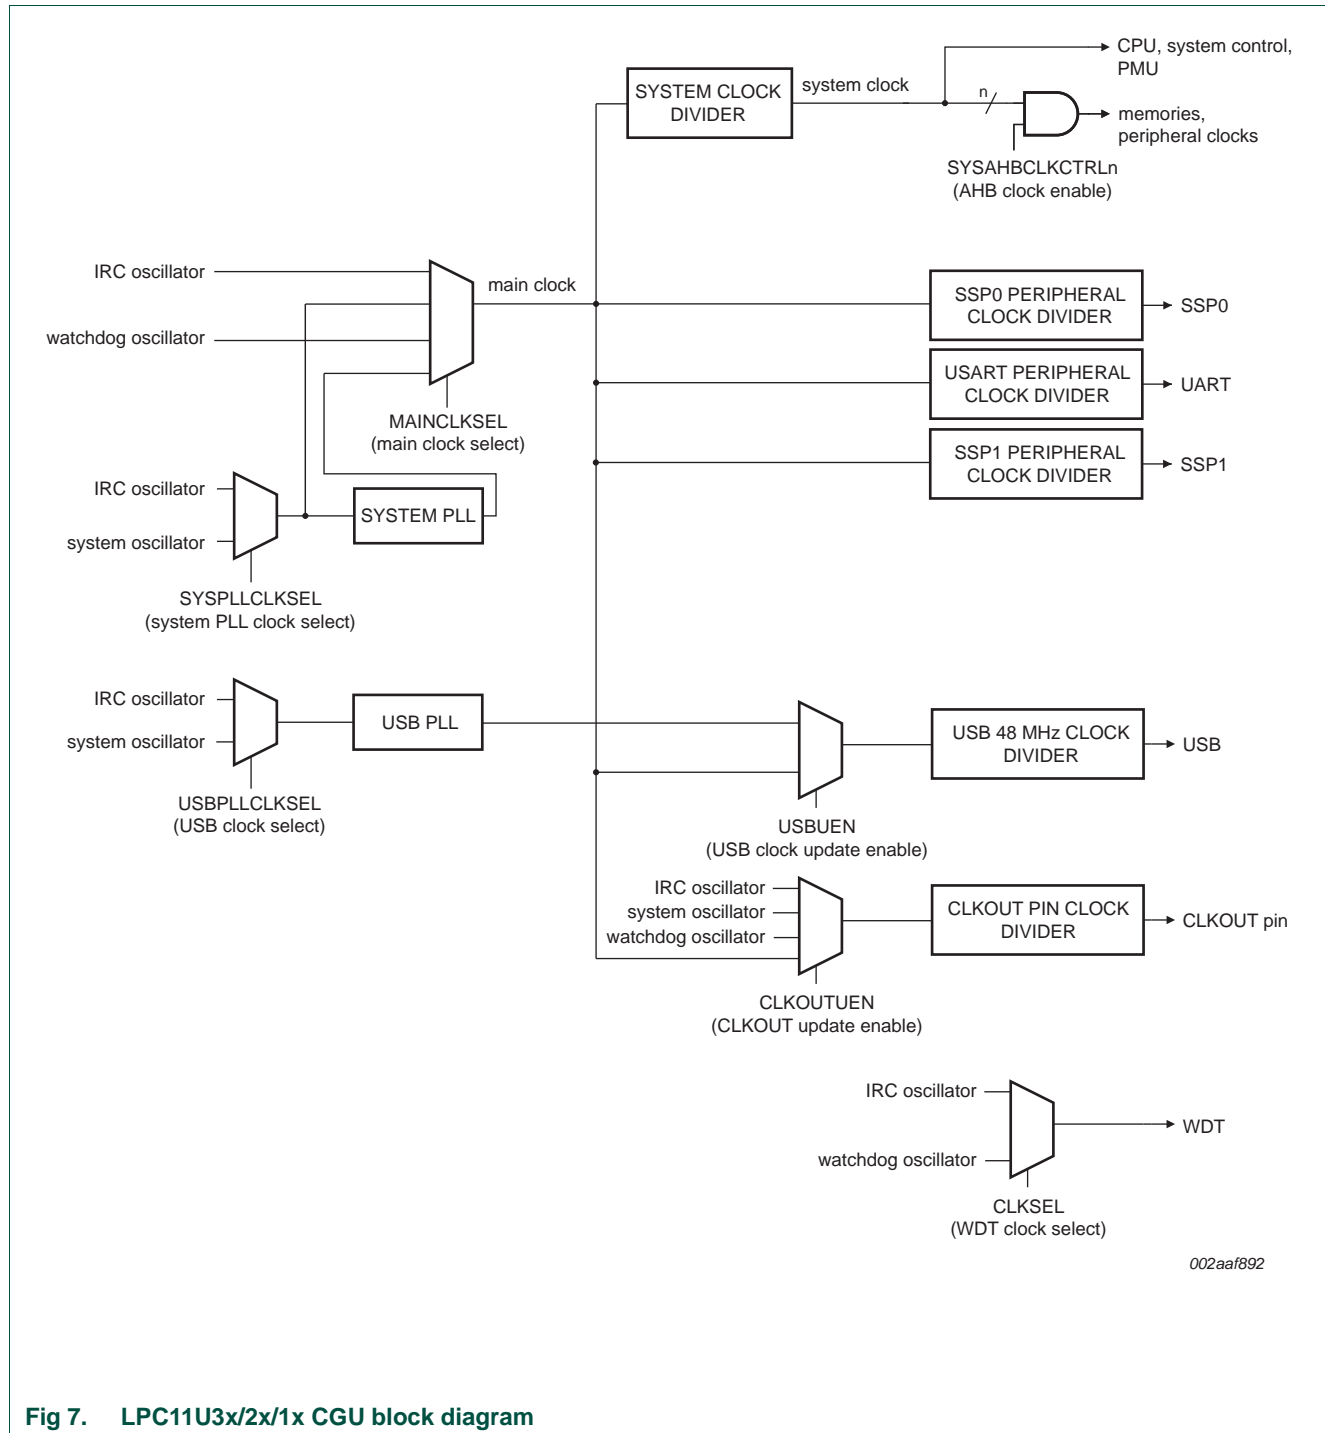 CPU, system control,
PMU
SYSTEM CLOCK
DIVIDER
system clock
n
memories,
peripheral clocks
SYSAHBCLKCTRLn
(AHB clock enable)
IRC oscillator
main clock
watchdog oscillator
SSP0 PERIPHERAL
CLOCK DIVIDER
SSP0
USART PERIPHERAL
CLOCK DIVIDER
UART
MAINCLKSEL
(main clock select)
SSP1 PERIPHERAL
CLOCK DIVIDER
SSP1
IRC oscillator
SYSTEM PLL
system oscillator
SYSPLLCLKSEL
(system PLL clock select)
IRC oscillator
USB PLL
system oscillator
USB 48 MHz CLOCK
DIVIDER
USB
USBPLLCLKSEL
(USB clock select)
USBUEN
(USB clock update enable)
IRC oscillator
system oscillator
watchdog oscillator
CLKOUT PIN CLOCK
DIVIDER
CLKOUT pin
CLKOUTUEN
(CLKOUT update enable)
IRC oscillator
WDT
watchdog oscillator
CLKSEL
(WDT clock select)
002aaf892
Fig 7. LPC11U3x/2x/1x CGU block diagram